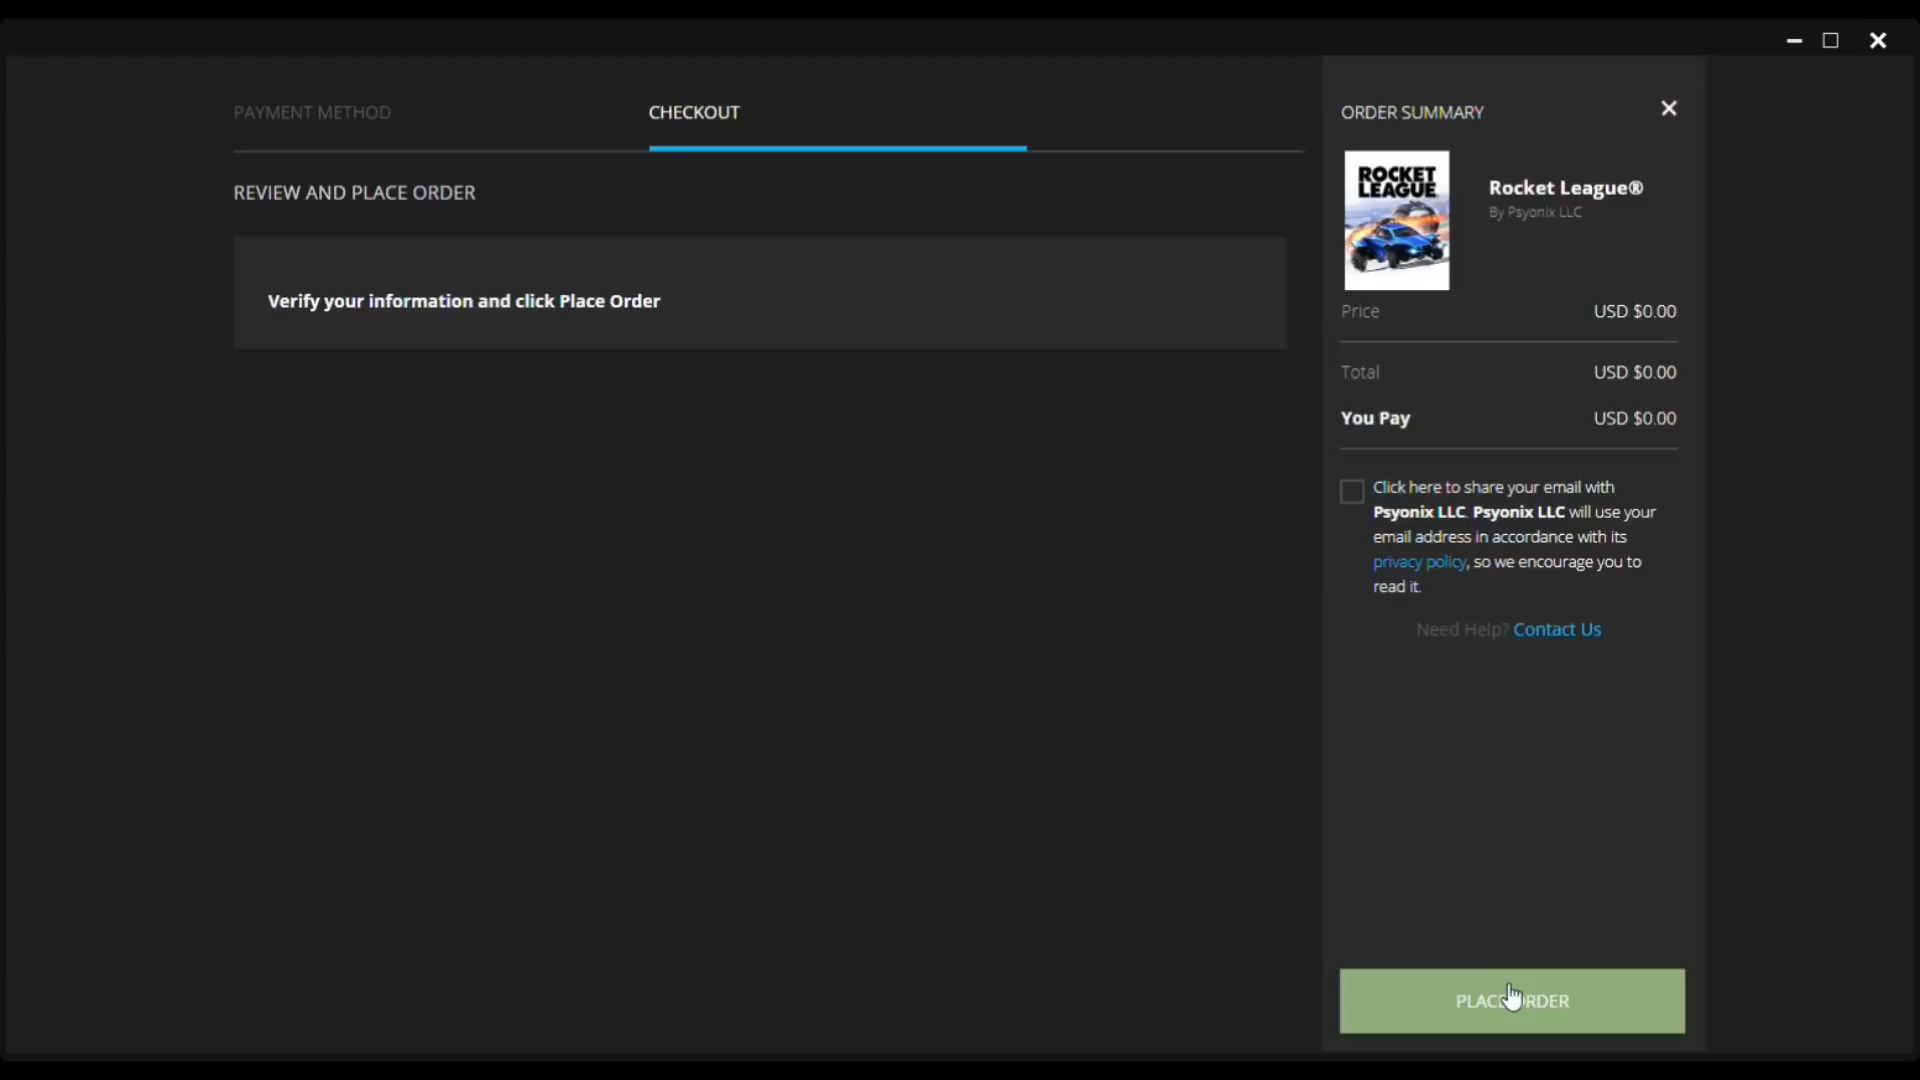 PAYMENT METHOD
CHECKOUT
REVIEW AND PLACE ORDER
Verify your information and click Place Order
ORDER SUMMARY
ROCKET
LEAGUE
Rocket League®
By Psyonix LLC
Price USD $0.00
Total USD $0.00
You Pay USD $0.00
Click here to share your email with
Psyonix LLC. Psyonix LLC will use your
email address in accordance with its
privacy policy, so we encourage you to
read it.
Need Help? Contact Us
PLACE ORDER